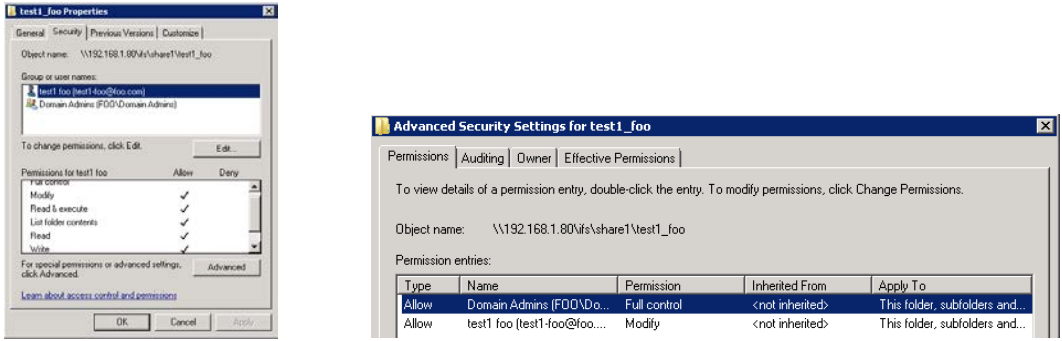 test1_foo Properties
General Security Previous Versions Customize
Object name: \\192.168.1.80\ifs\share1\test1_foo
Group or user names:
test1 foo (test1-foo@foo.com)
Domain Admins (FOO\Domain Admins)
To change permissions, click Edit.
Edit...
Permissions for test1 foo Allow Deny
Full control
Modify
Read & execute
List folder contents
Read
Write
For special permissions or advanced settings,
click Advanced.
Advanced
Learn about access control and permissions
OK Cancel Apply
Advanced Security Settings for test1_foo
Permissions Auditing Owner Effective Permissions
To view details of a permission entry, double-click the entry. To modify permissions, click Change Permissions.
Object name: \\192.168.1.80\ifs\share1\test1_foo
Permission entries:
Type Name Permission Inherited From Apply To
Allow Domain Admins (FOO\Do... Full control <not inherited> This folder, subfolders and...
Allow test1 foo (test1-foo@foo.... Modify <not inherited> This folder, subfolders and...